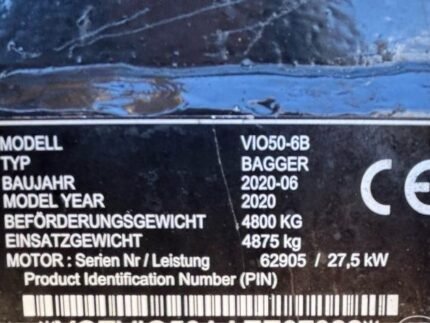 MODELL VIO50-6B
TYP BAGGER
BAUJAHR 2020-06
MODEL YEAR 2020
BEFÖRDERUNGSGEWICHT 4800 KG
EINSATZGEWICHT 4875 kg
MOTOR : Serien Nr / Leistung 62905 / 27,5 kW
Product Identification Number (PIN)
CE